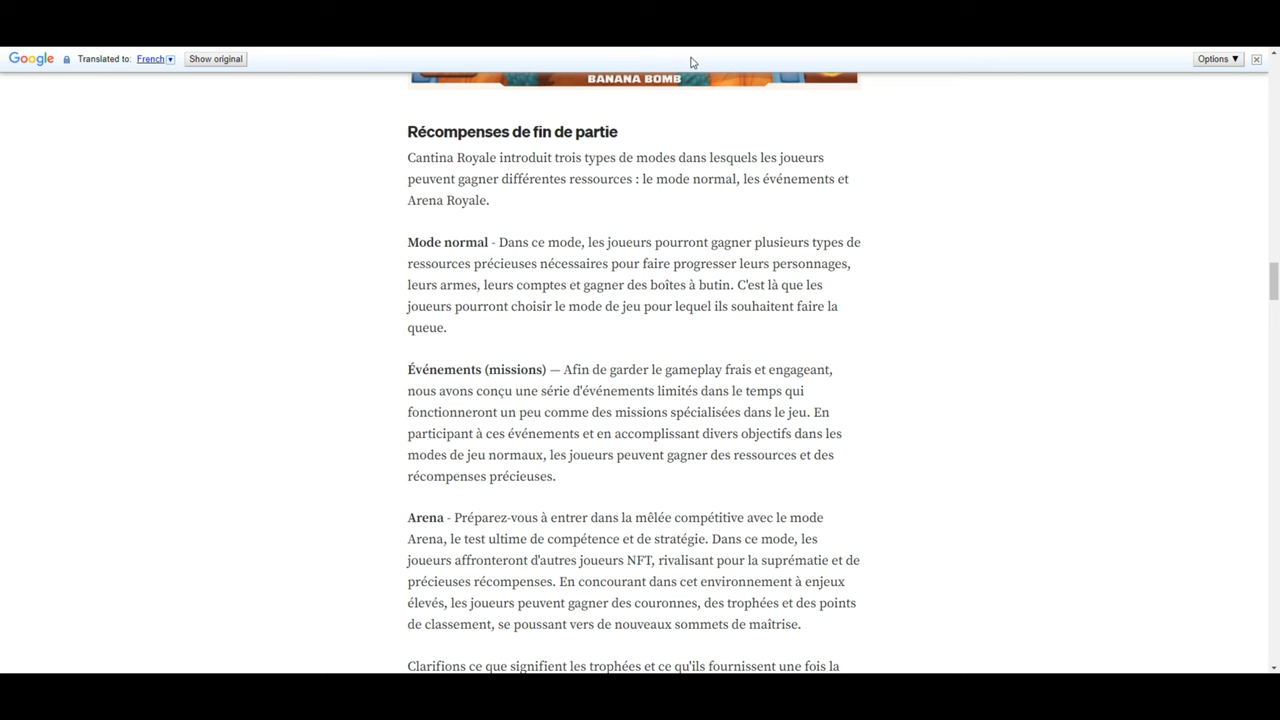 Google Translated to: French ▼ Show original Options ▼
BANANA BOMB
Récompenses de fin de partie
Cantina Royale introduit trois types de modes dans lesquels les joueurs
peuvent gagner différentes ressources : le mode normal, les événements et
Arena Royale.
Mode normal - Dans ce mode, les joueurs pourront gagner plusieurs types de
ressources précieuses nécessaires pour faire progresser leurs personnages,
leurs armes, leurs comptes et gagner des boîtes à butin. C'est là que les
joueurs pourront choisir le mode de jeu pour lequel ils souhaitent faire la
queue.
Événements (missions) — Afin de garder le gameplay frais et engageant,
nous avons conçu une série d'événements limités dans le temps qui
fonctionneront un peu comme des missions spécialisées dans le jeu. En
participant à ces événements et en accomplissant divers objectifs dans les
modes de jeu normaux, les joueurs peuvent gagner des ressources et des
récompenses précieuses.
Arena - Préparez-vous à entrer dans la mêlée compétitive avec le mode
Arena, le test ultime de compétence et de stratégie. Dans ce mode, les
joueurs affronteront d'autres joueurs NFT, rivalisant pour la suprématie et de
précieuses récompenses. En concourant dans cet environnement à enjeux
élevés, les joueurs peuvent gagner des couronnes, des trophées et des points
de classement, se poussant vers de nouveaux sommets de maîtrise.
Clarifions ce que signifient les trophées et ce qu'ils fournissent une fois la